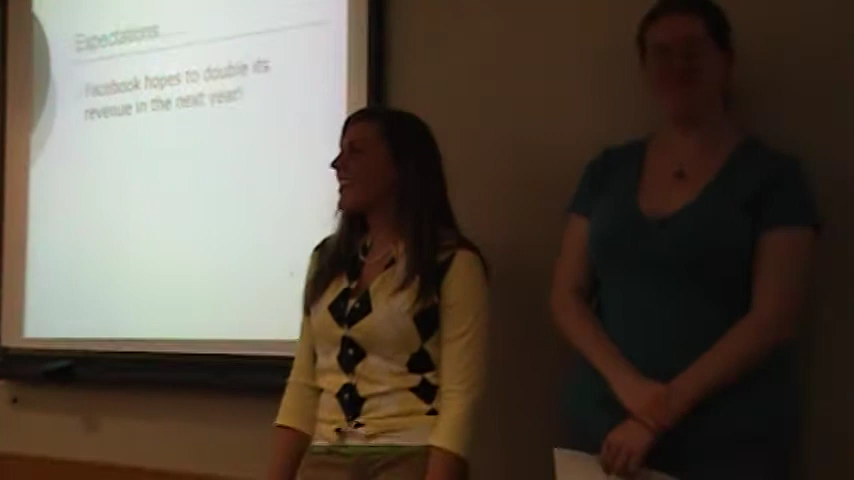 Expectations
Facebook hopes to double its
revenue in the next year!